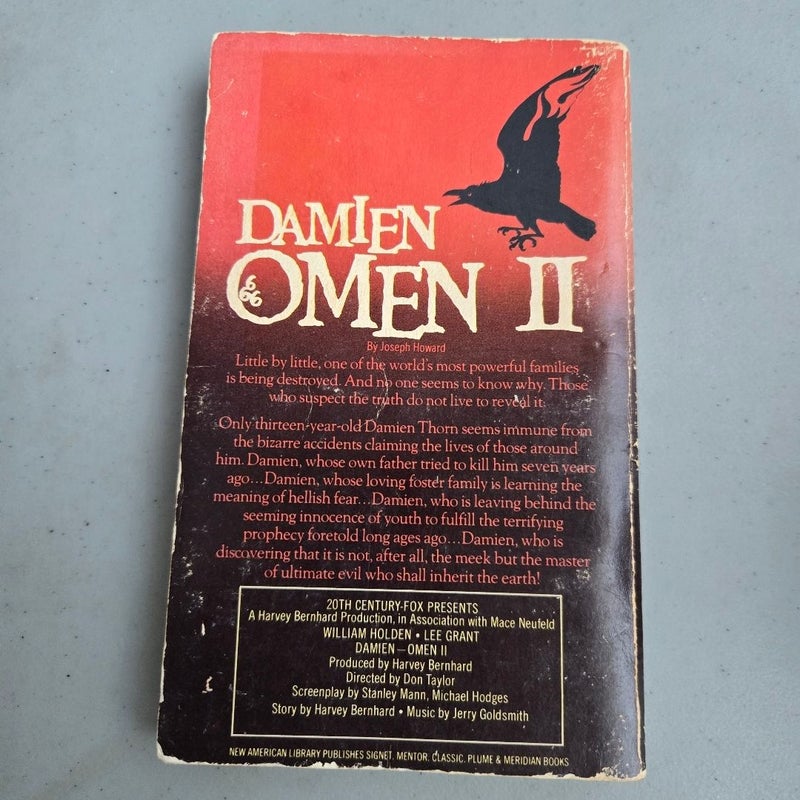 DAMIEN
666
OMEN II
By Joseph Howard
Little by little, one of the world's most powerful families
is being destroyed. And no one seems to know why. Those
who suspect the truth do not live to reveal it.
Only thirteen-year-old Damien Thorn seems immune from
the bizarre accidents claiming the lives of those around
him. Damien, whose own father tried to kill him seven years
ago...Damien, whose loving foster family is learning the
meaning of hellish fear...Damien, who is leaving behind the
seeming innocence of youth to fulfill the terrifying
prophecy foretold long ages ago...Damien, who is
discovering that it is not, after all, the meek but the master
of ultimate evil who shall inherit the earth!
20TH CENTURY-FOX PRESENTS
A Harvey Bernhard Production, in Association with Mace Neufeld
WILLIAM HOLDEN • LEE GRANT
DAMIEN—OMEN II
Produced by Harvey Bernhard
Directed by Don Taylor
Screenplay by Stanley Mann, Michael Hodges
Story by Harvey Bernhard • Music by Jerry Goldsmith
NEW AMERICAN LIBRARY PUBLISHES SIGNET, MENTOR, CLASSIC, PLUME & MERIDIAN BOOKS